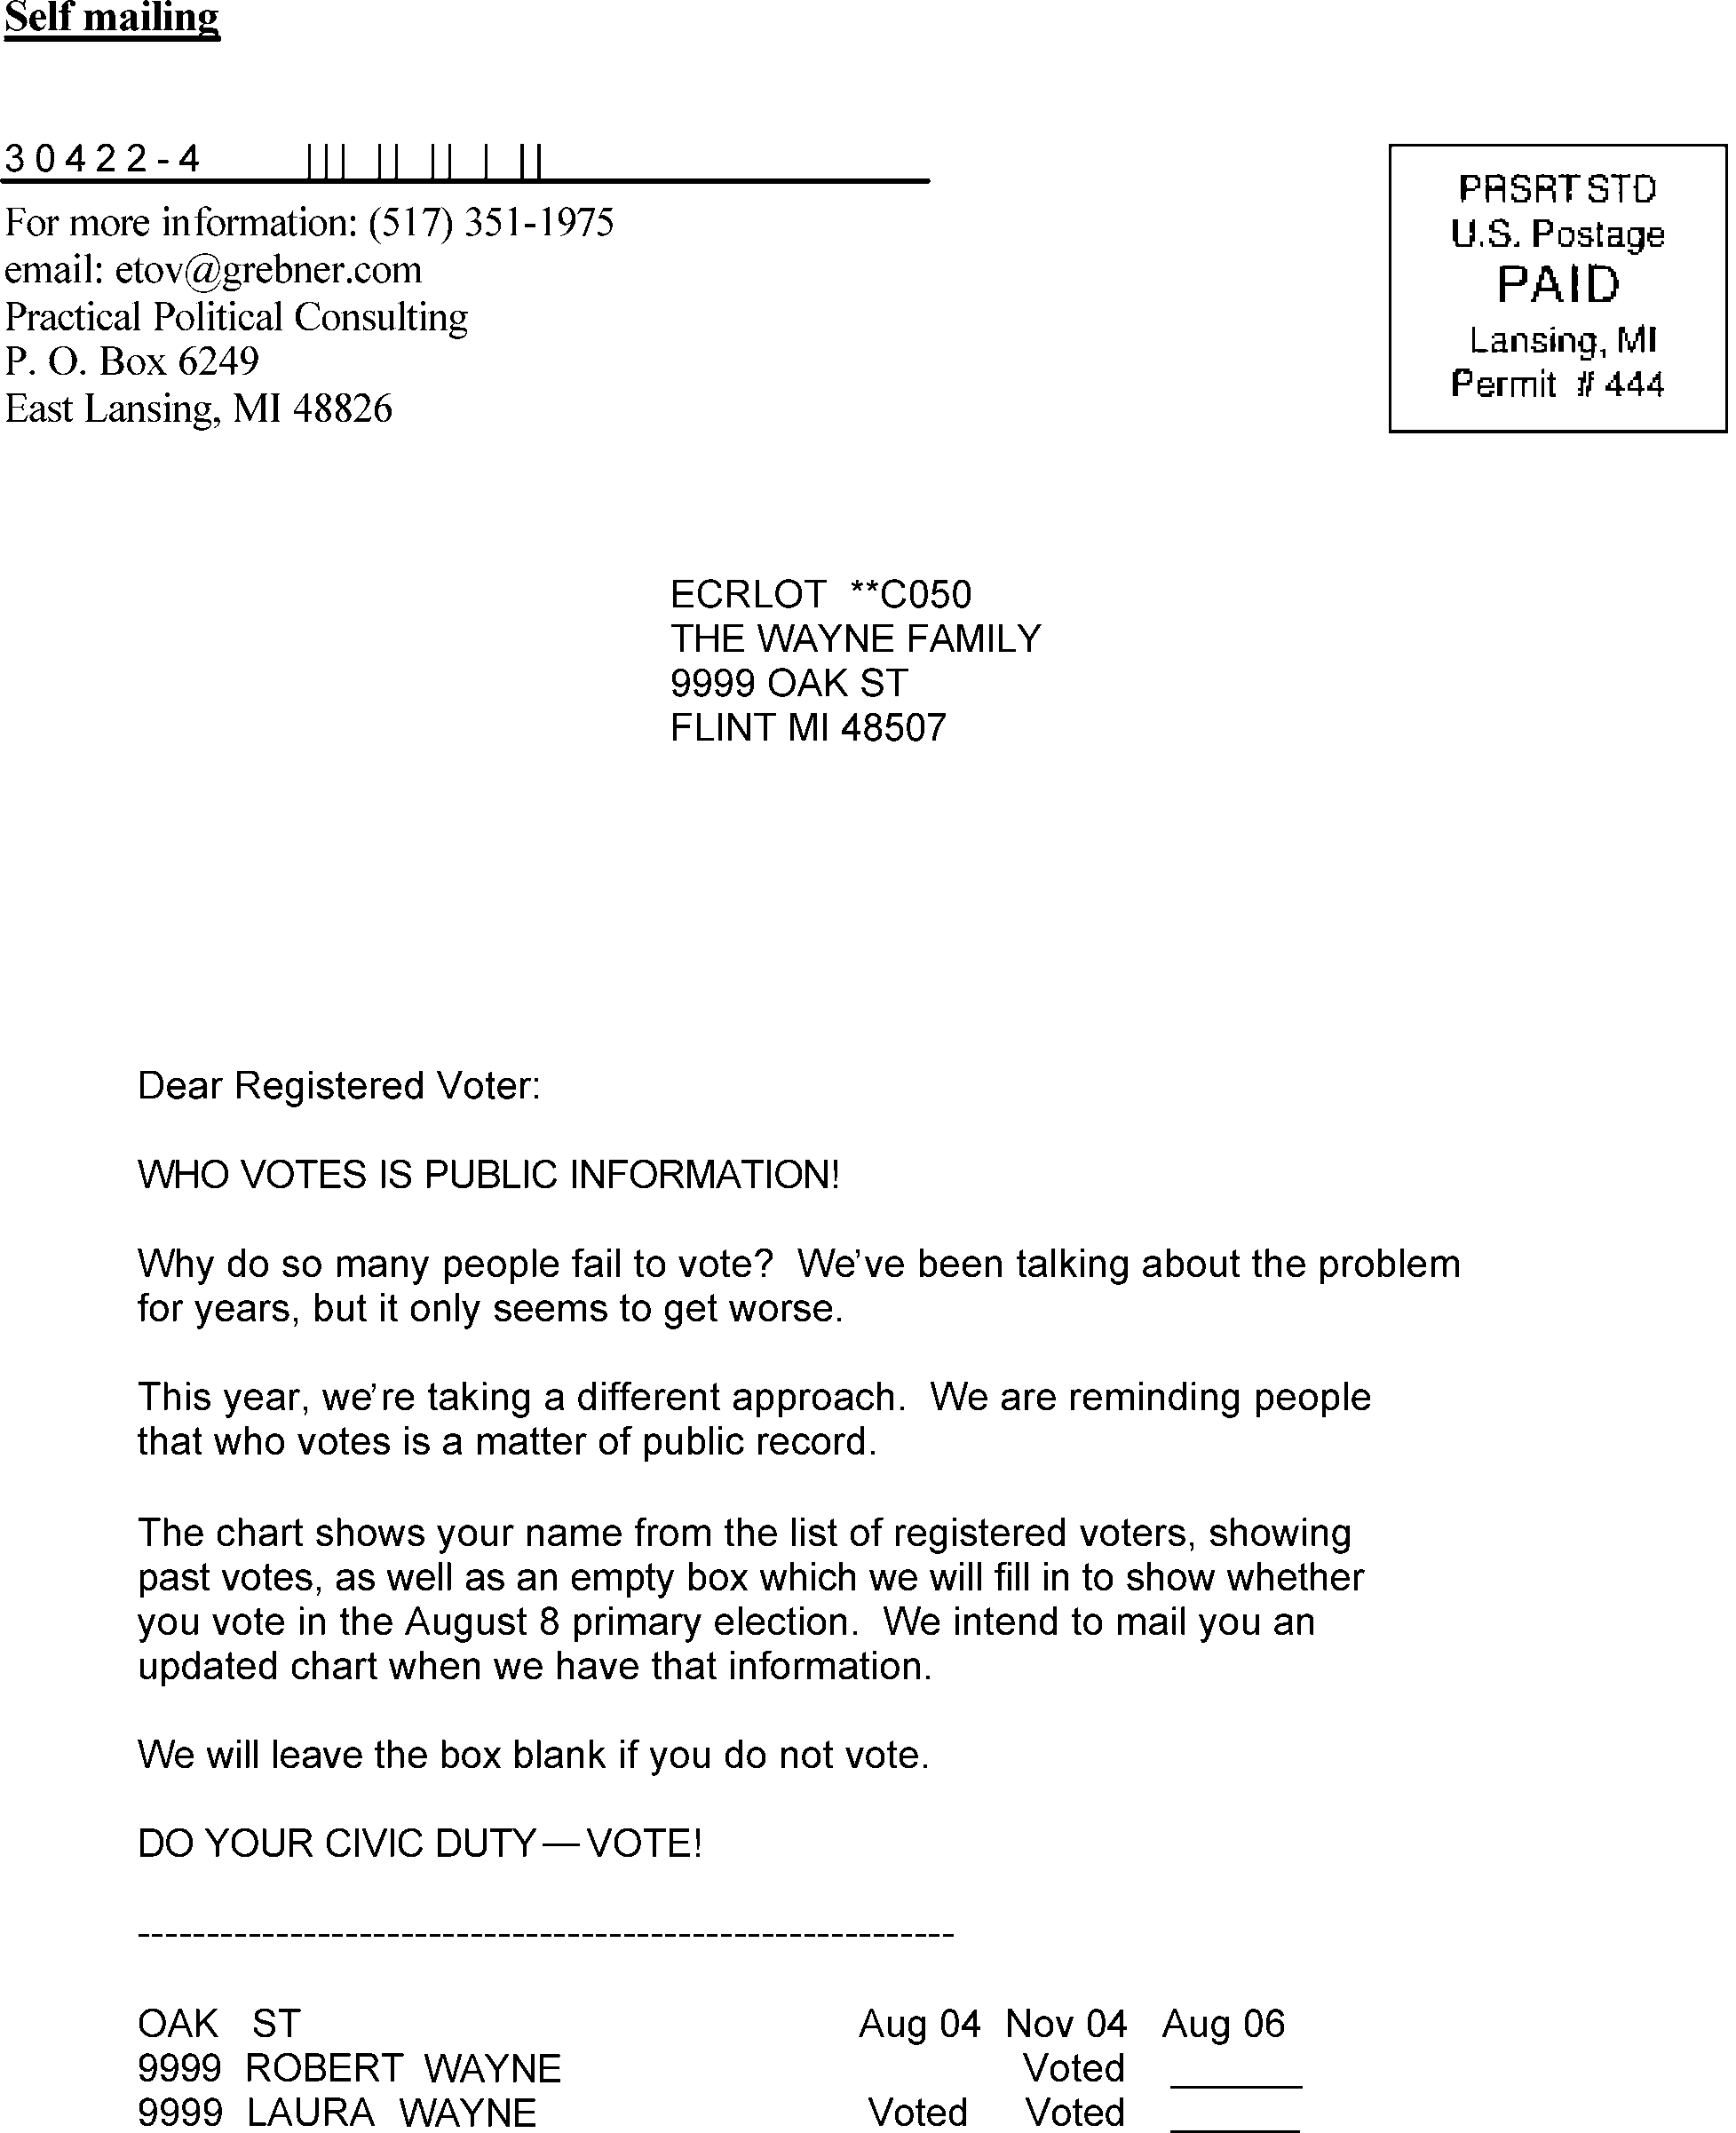 Self mailing
30422-4
For more information: (517) 351-1975
email: etov@grebner.com
Practical Political Consulting
P. O. Box 6249
East Lansing, MI 48826
PRSRT STD
U.S. Postage
PAID
Lansing, MI
Permit # 444
ECRLOT **C050
THE WAYNE FAMILY
9999 OAK ST
FLINT MI 48507
Dear Registered Voter:
WHO VOTES IS PUBLIC INFORMATION!
Why do so many people fail to vote? We've been talking about the problem
for years, but it only seems to get worse.
This year, we're taking a different approach. We are reminding people
that who votes is a matter of public record.
The chart shows your name from the list of registered voters, showing
past votes, as well as an empty box which we will fill in to show whether
you vote in the August 8 primary election. We intend to mail you an
updated chart when we have that information.
We will leave the box blank if you do not vote.
DO YOUR CIVIC DUTY—VOTE!
-----------------------------------------------------------
OAK ST Aug 04 Nov 04 Aug 06
9999 ROBERT WAYNE Voted ______
9999 LAURA WAYNE Voted Voted ______